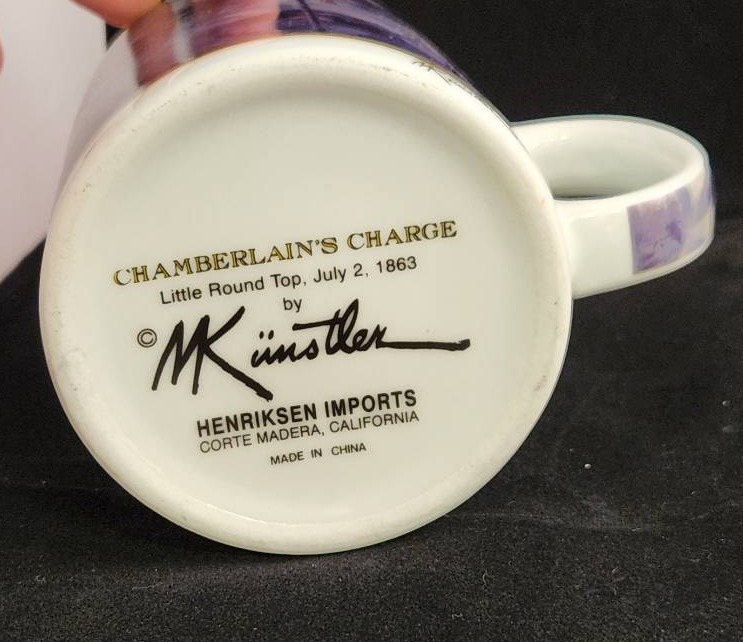 CHAMBERLAIN'S CHARGE
Little Round Top, July 2, 1863
by
© MKünstler
HENRIKSEN IMPORTS
CORTE MADERA, CALIFORNIA
MADE IN CHINA